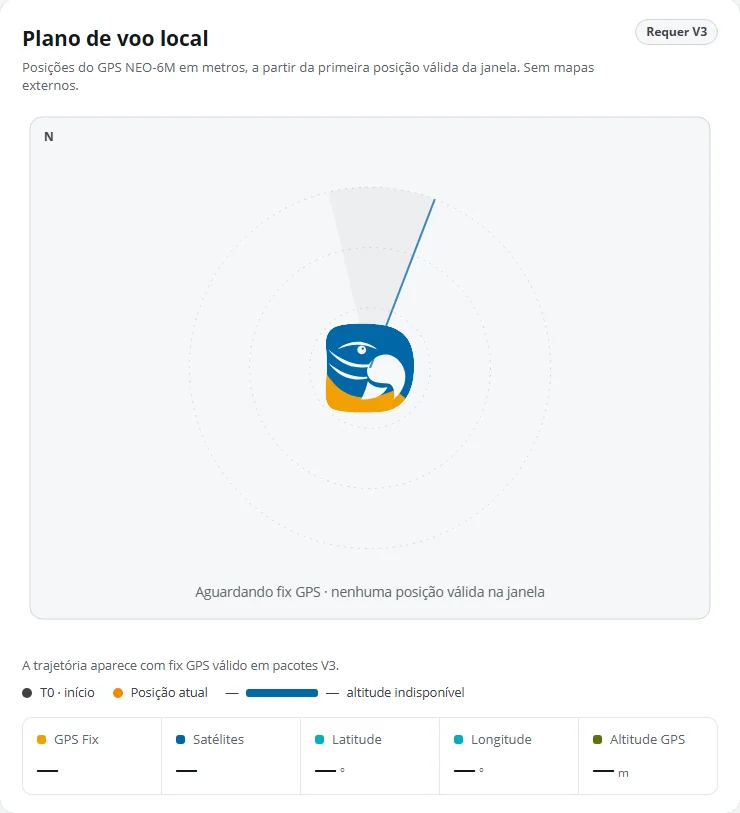 Plano de voo local
Requer V3
Posições do GPS NEO-6M em metros, a partir da primeira posição válida da janela. Sem mapas
externos.
N
Aguardando fix GPS · nenhuma posição válida na janela
A trajetória aparece com fix GPS válido em pacotes V3.
T0 · início
Posição atual
— — altitude indisponível
GPS Fix
—
Satélites
—
Latitude
— °
Longitude
— °
Altitude GPS
— m